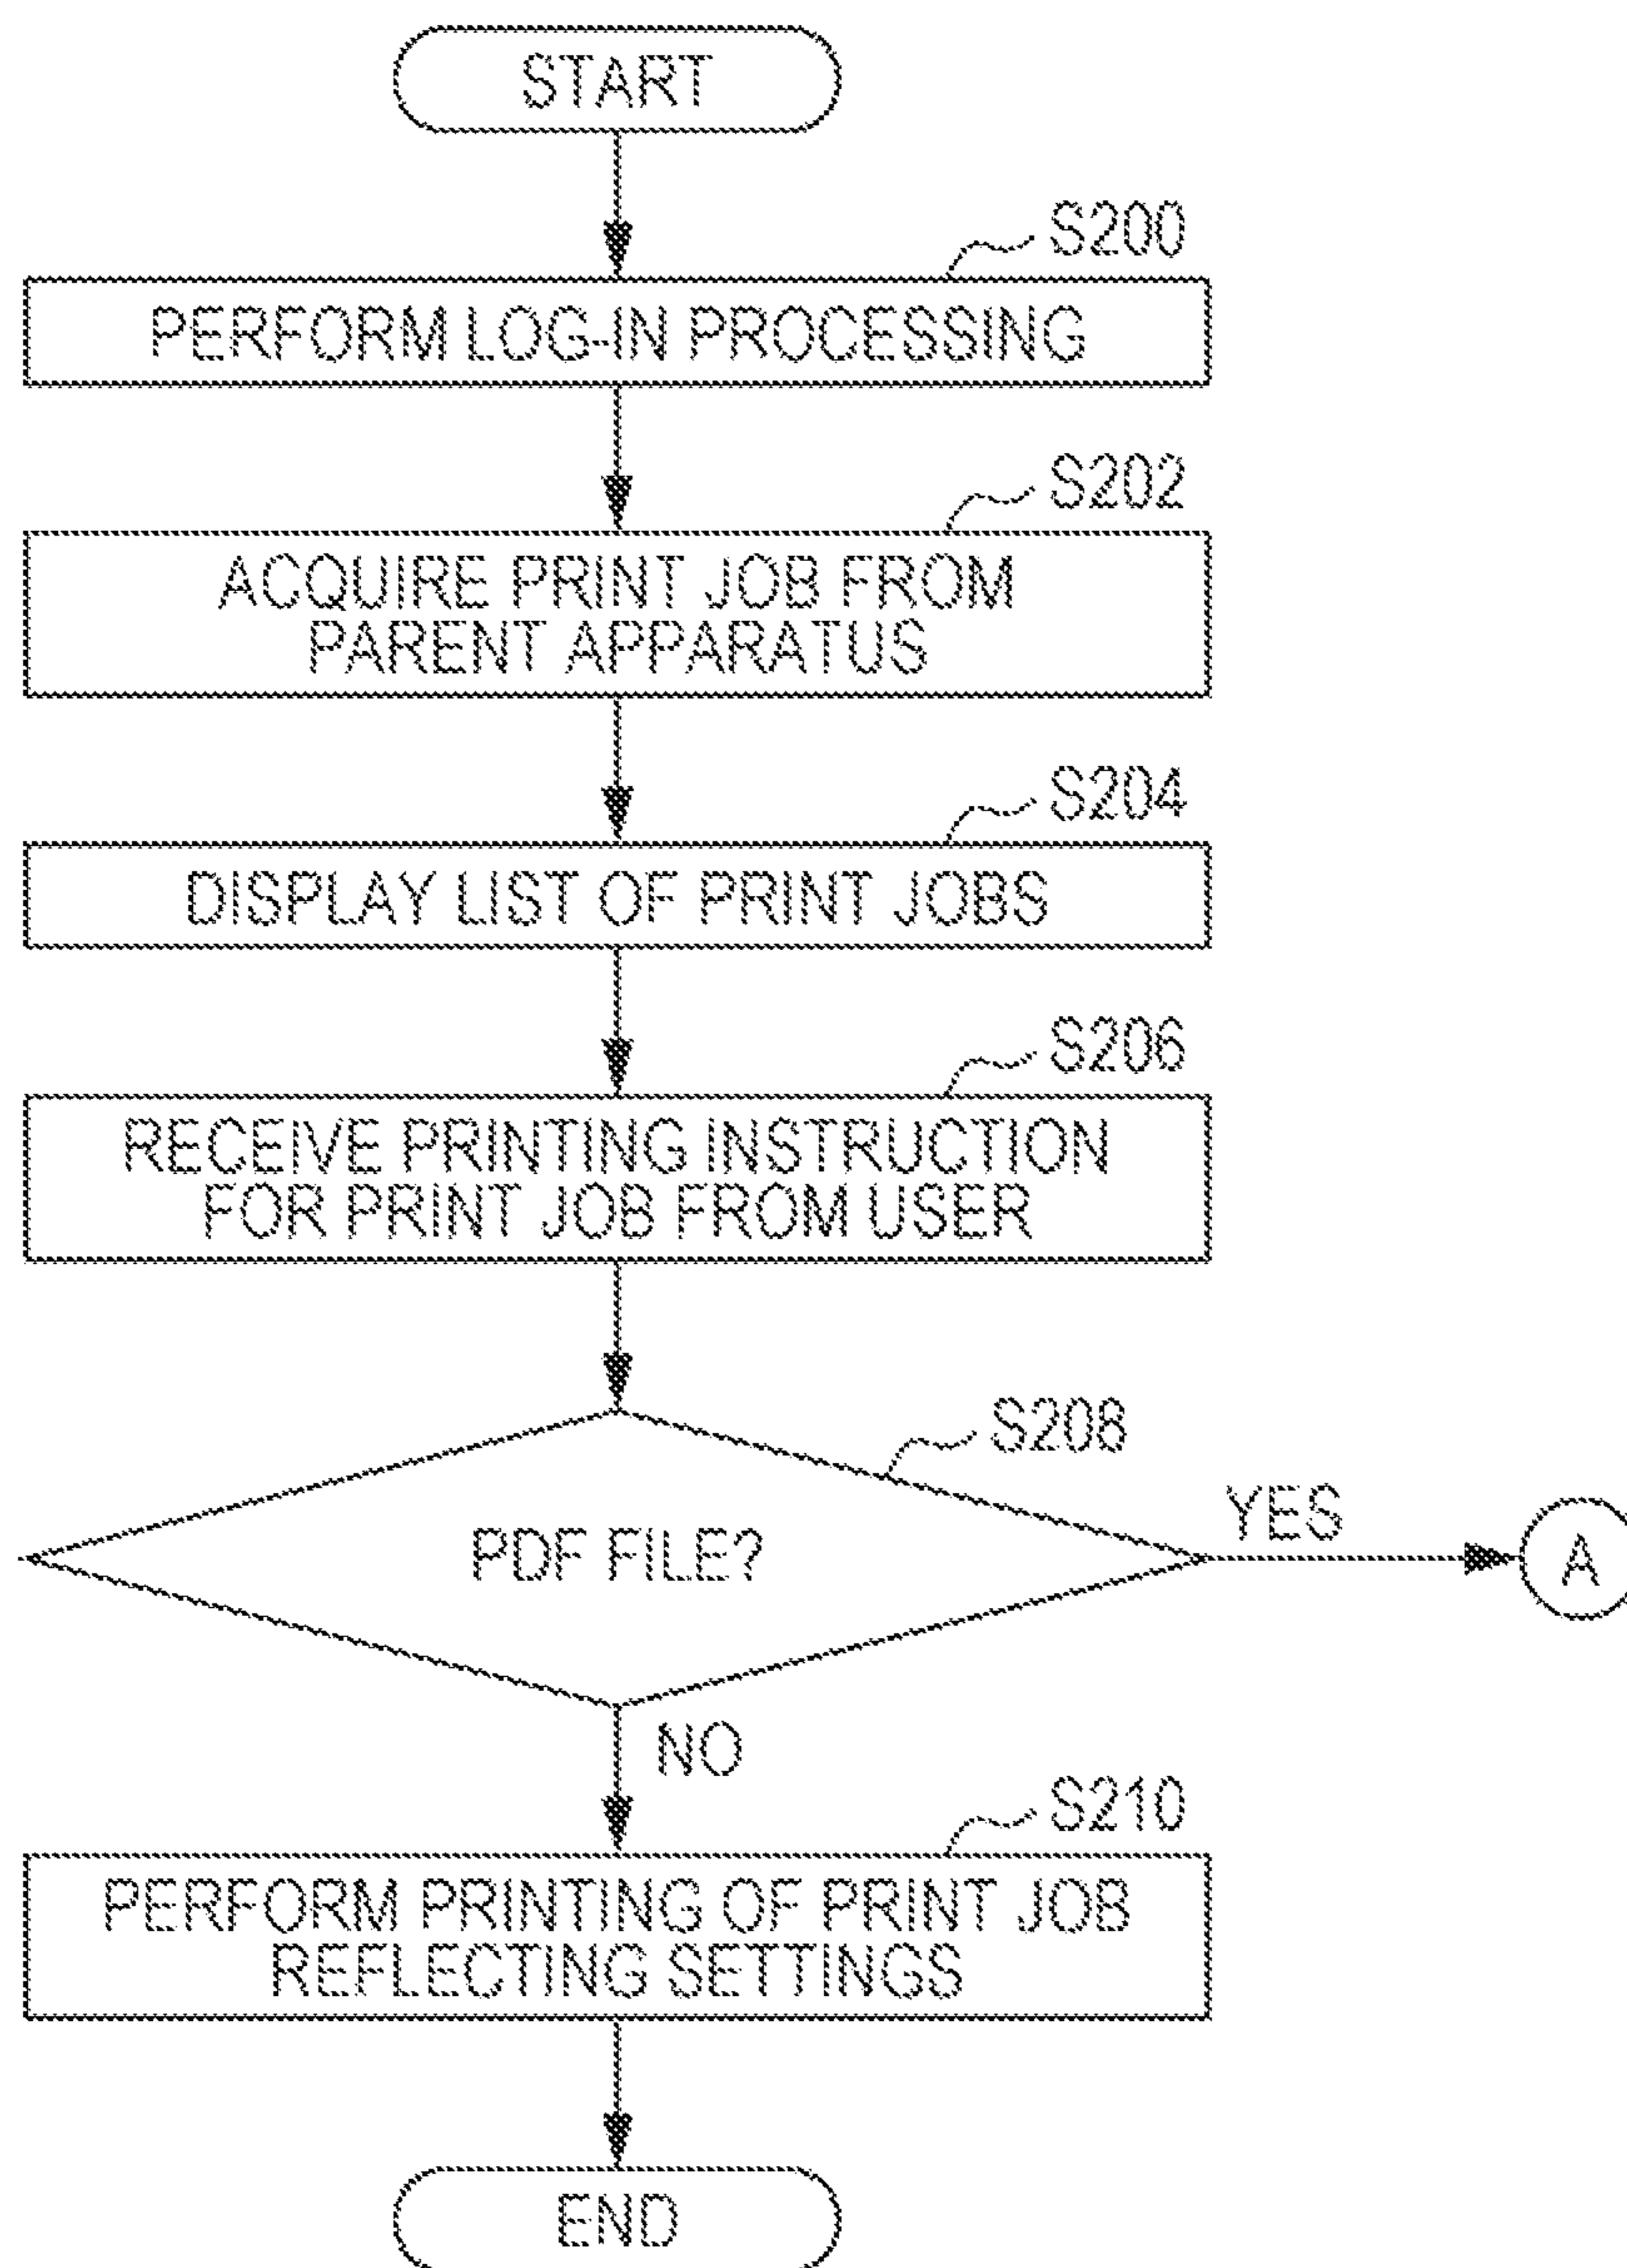 START
S200
PERFORM LOG-IN PROCESSING
S202
ACQUIRE PRINT JOB FROM
PARENT APPARATUS
S204
DISPLAY LIST OF PRINT JOBS
S206
RECEIVE PRINTING INSTRUCTION
FOR PRINT JOB FROM USER
S208
PDF FILE?
YES
A
NO
S210
PERFORM PRINTING OF PRINT JOB
REFLECTING SETTINGS
END